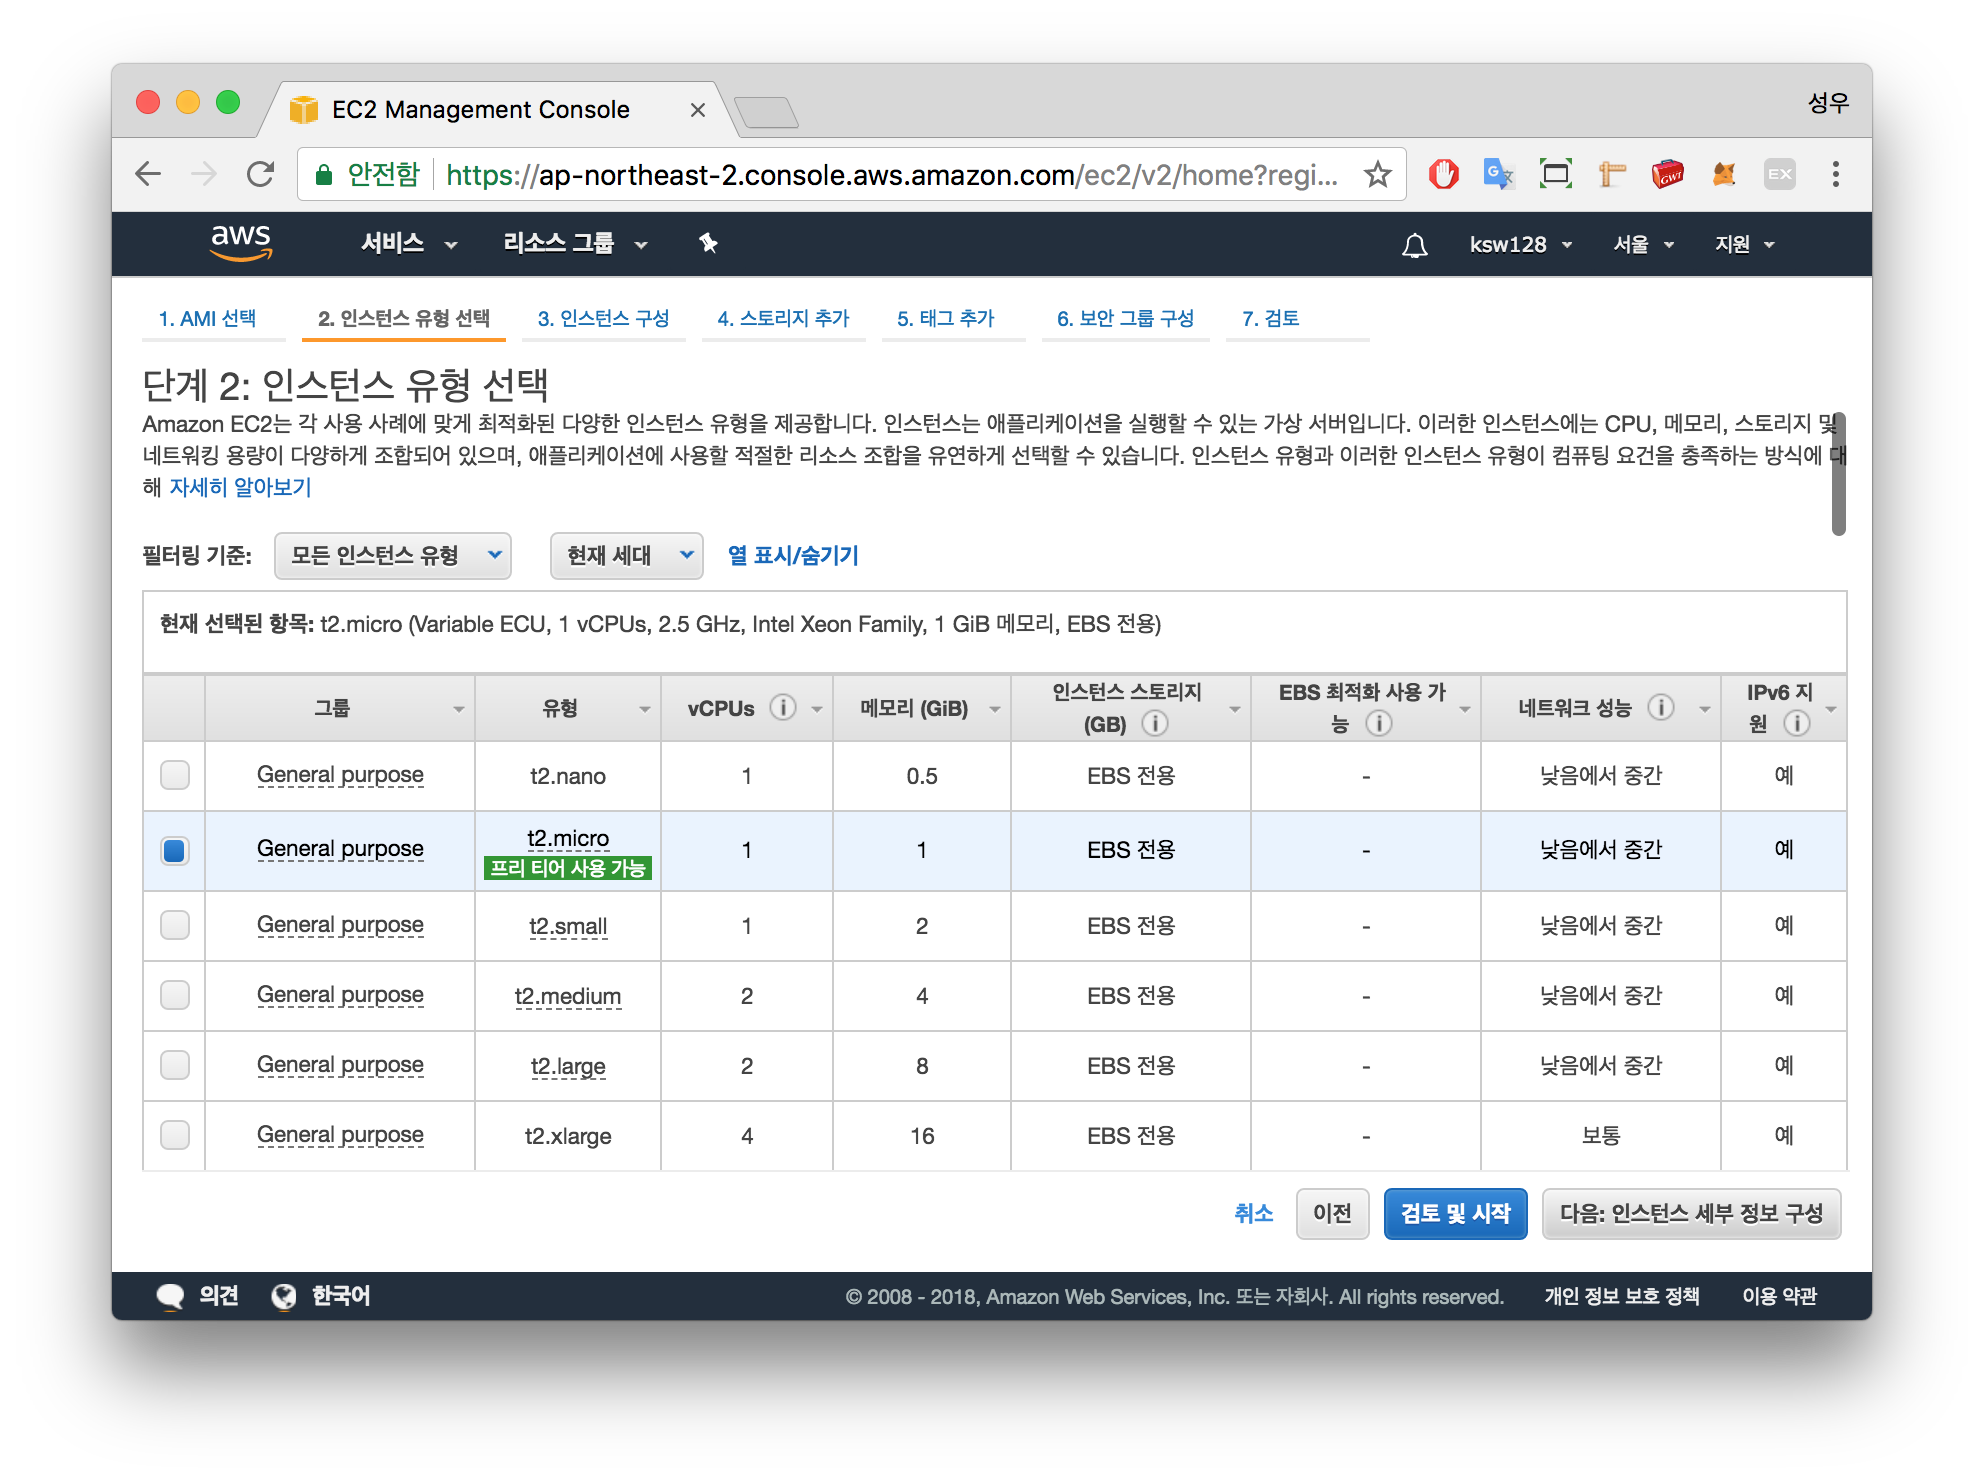 EC2 Management Console
성우
안전함 https://ap-northeast-2.console.aws.amazon.com/ec2/v2/home?regi...
GWT
EX
aws 서비스 리소스 그룹 ksw128 서울 지원
1. AMI 선택 2. 인스턴스 유형 선택 3. 인스턴스 구성 4. 스토리지 추가 5. 태그 추가 6. 보안 그룹 구성 7. 검토
단계 2: 인스턴스 유형 선택
Amazon EC2는 각 사용 사례에 맞게 최적화된 다양한 인스턴스 유형을 제공합니다. 인스턴스는 애플리케이션을 실행할 수 있는 가상 서버입니다. 이러한 인스턴스에는 CPU, 메모리, 스토리지 및
네트워킹 용량이 다양하게 조합되어 있으며, 애플리케이션에 사용할 적절한 리소스 조합을 유연하게 선택할 수 있습니다. 인스턴스 유형과 이러한 인스턴스 유형이 컴퓨팅 요건을 충족하는 방식에 대
해 자세히 알아보기
필터링 기준: 모든 인스턴스 유형 현재 세대 열 표시/숨기기
현재 선택된 항목: t2.micro (Variable ECU, 1 vCPUs, 2.5 GHz, Intel Xeon Family, 1 GiB 메모리, EBS 전용)
그룹 유형 vCPUs 메모리 (GiB) 인스턴스 스토리지 (GB) EBS 최적화 사용 가능 네트워크 성능 IPv6 지원
General purpose t2.nano 1 0.5 EBS 전용 - 낮음에서 중간 예
General purpose t2.micro 1 1 EBS 전용 - 낮음에서 중간 예
프리 티어 사용 가능
General purpose t2.small 1 2 EBS 전용 - 낮음에서 중간 예
General purpose t2.medium 2 4 EBS 전용 - 낮음에서 중간 예
General purpose t2.large 2 8 EBS 전용 - 낮음에서 중간 예
General purpose t2.xlarge 4 16 EBS 전용 - 보통 예
취소 이전 검토 및 시작 다음: 인스턴스 세부 정보 구성
의견 한국어 © 2008 - 2018, Amazon Web Services, Inc. 또는 자회사. All rights reserved. 개인 정보 보호 정책 이용 약관